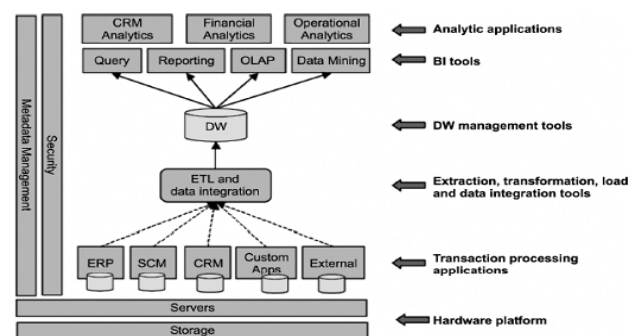 CRM
Analytics
Financial
Analytics
Operational
Analytics
Analytic applications
Query
Reporting
OLAP
Data Mining
BI tools
Metadata Management
Security
DW
DW management tools
ETL and
data integration
Extraction, transformation, load
and data integration tools
ERP
SCM
CRM
Custom
Apps
External
Transaction processing
applications
Servers
Hardware platform
Storage